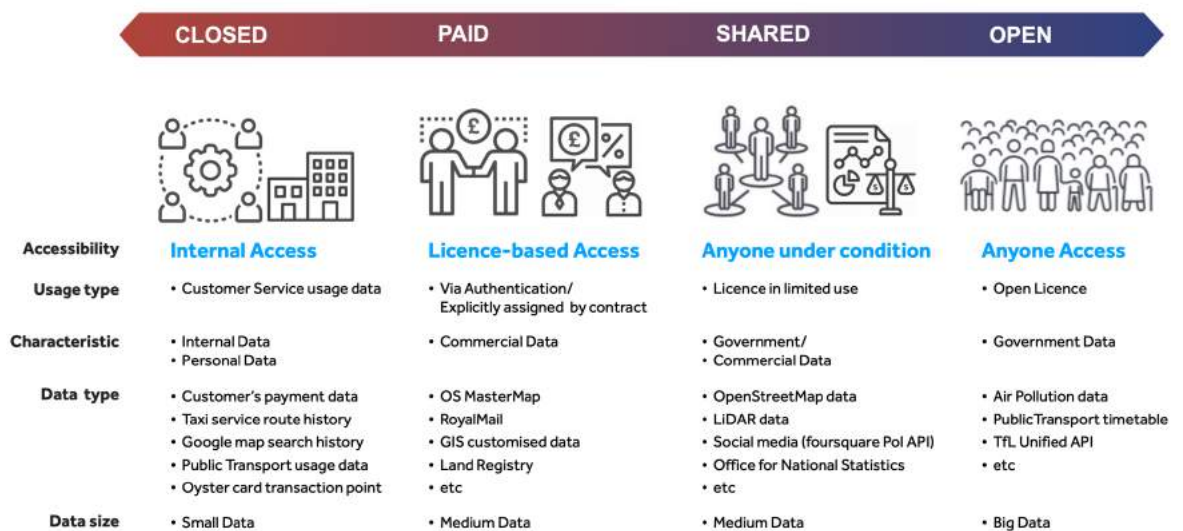 CLOSED PAID SHARED OPEN
£ £ % $ $
Accessibility Internal Access Licence-based Access Anyone under condition Anyone Access
Usage type • Customer Service usage data • Via Authentication/ • Licence in limited use • Open Licence
Explicitly assigned by contract
Characteristic • Internal Data • Commercial Data • Government/ • Government Data
• Personal Data Commercial Data
Data type • Customer's payment data • OS MasterMap • OpenStreetMap data • Air Pollution data
• Taxi service route history • RoyalMail • LiDAR data • PublicTransport timetable
• Google map search history • GIS customised data • Social media (foursquare PoI API) • TfL Unified API
• Public Transport usage data • Land Registry • Office for National Statistics • etc
• Oyster card transaction point • etc • etc
Data size • Small Data • Medium Data • Medium Data • Big Data